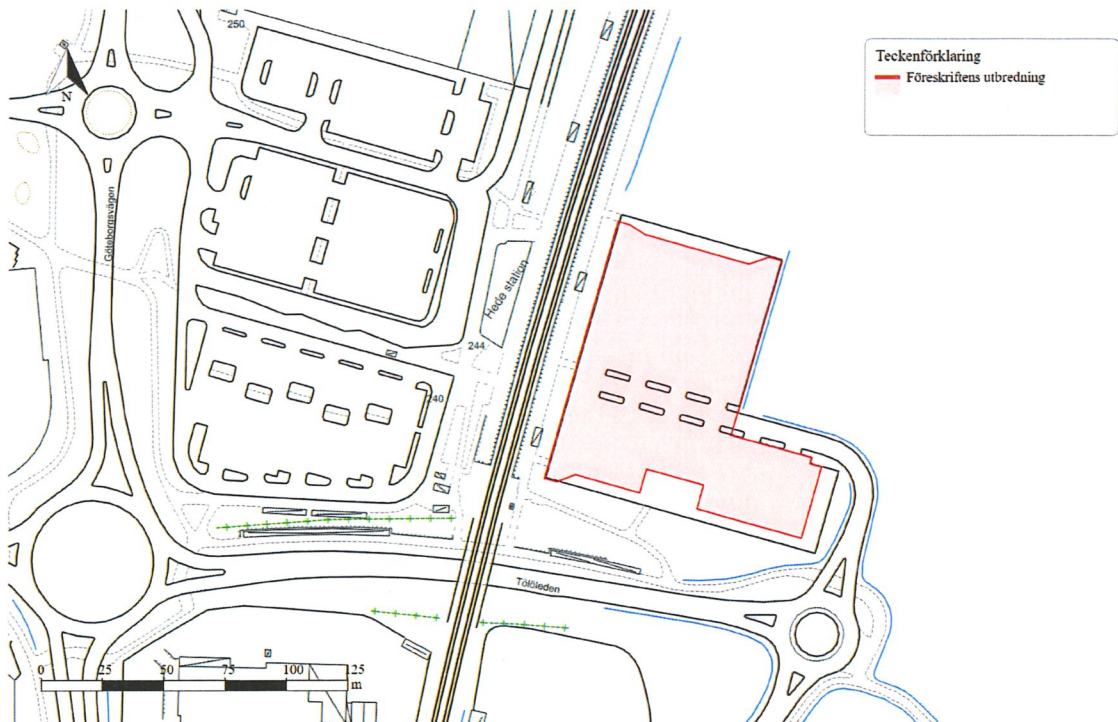 250
Teckenförklaring
Föreskriftens utbredning
N
Göteborgsvägen
Hede station
244
240
Tölöleden
0 25 50 75 100 125
m